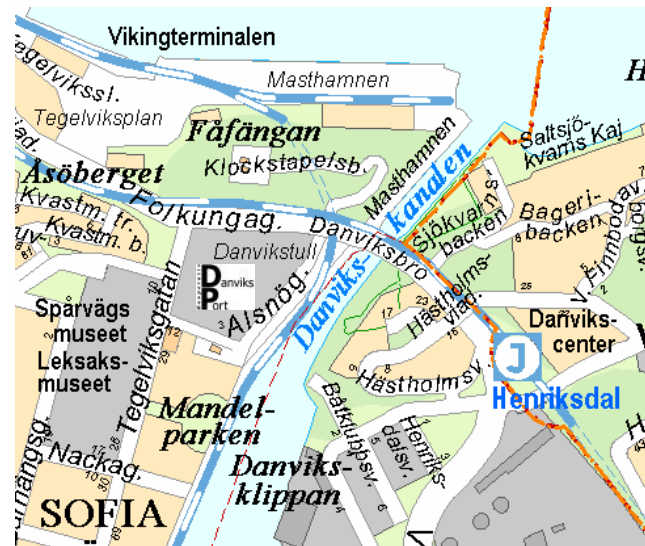 Vikingterminalen
H
Masthamnen
Tegelvikssl.
Tegelviksplan
Fåfängan
Saltsjö-
kvarns Kaj
Masthamnen
Klockstapelsb.
Åsöberget
kanalen
Kvastm. fr.
Folkungag.
Danviksbro
Sjökvarns-
backen
Bageri-
backen
Kvastm. b.
Danvikstull
Danviks
Port
Alsnög.
Danviks-
Hästholms-
väg.
V. Finnbodav.
Sparvägs
museet
Leksaks-
museet
Tegelviksgatan
Danviks-
center
J
Henriksdal
Hästholmsv.
Båtklubbsv.
Henriks-
dalsv.
Mandel-
parken
Danviks-
klippan
Nackag.
SOFIA